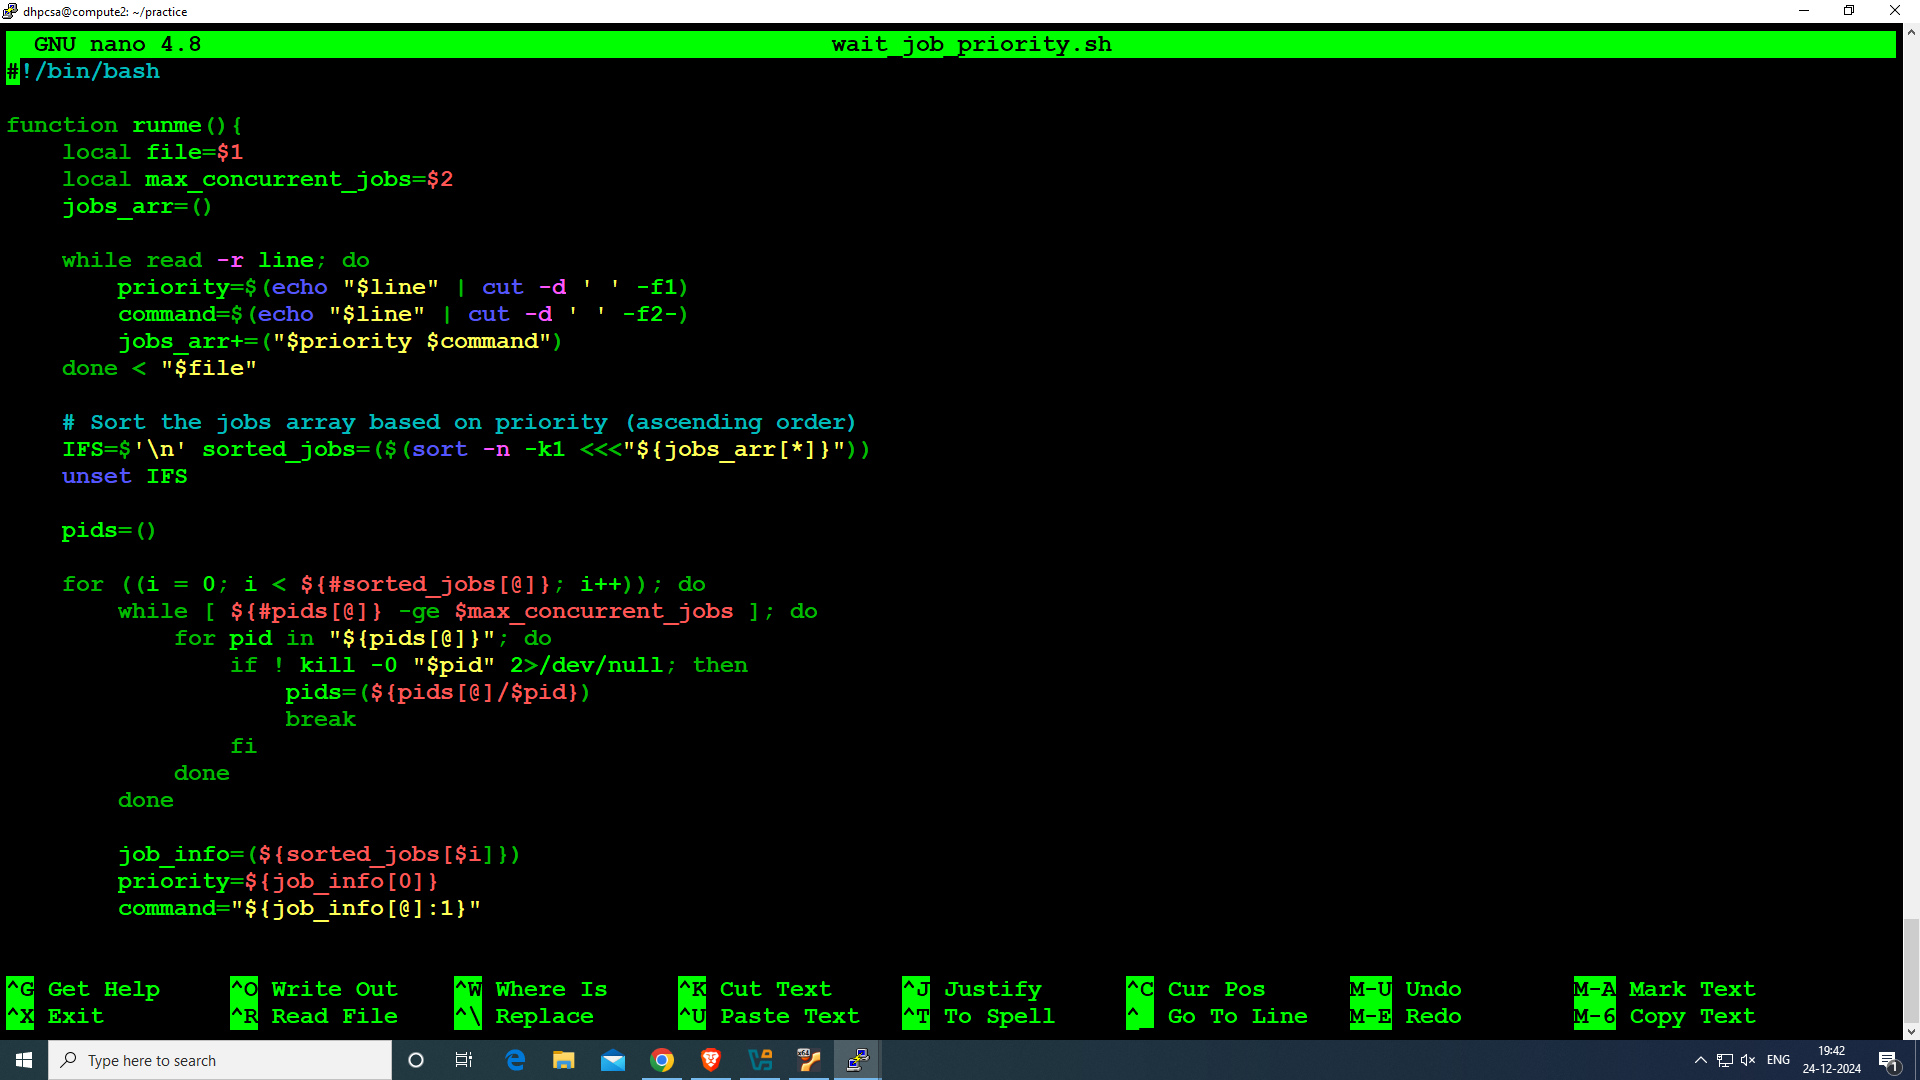 dhpcsa@compute2: ~/practice
GNU nano 4.8 wait_job_priority.sh
#!/bin/bash
function runme(){
local file=$1
local max_concurrent_jobs=$2
jobs_arr=()
while read -r line; do
priority=$(echo "$line" | cut -d ' ' -f1)
command=$(echo "$line" | cut -d ' ' -f2-)
jobs_arr+=("$priority $command")
done < "$file"
# Sort the jobs array based on priority (ascending order)
IFS=$'\n' sorted_jobs=($(sort -n -k1 <<<"${jobs_arr[*]}"))
unset IFS
pids=()
for ((i = 0; i < ${#sorted_jobs[@]}; i++)); do
while [ ${#pids[@]} -ge $max_concurrent_jobs ]; do
for pid in "${pids[@]}"; do
if ! kill -0 "$pid" 2>/dev/null; then
pids=(${pids[@]/$pid})
break
fi
done
done
job_info=(${sorted_jobs[$i]})
priority=${job_info[0]}
command="${job_info[@]:1}"
^G Get Help ^O Write Out ^W Where Is ^K Cut Text ^J Justify ^C Cur Pos M-U Undo M-A Mark Text
^X Exit ^R Read File ^\ Replace ^U Paste Text ^T To Spell ^_ Go To Line M-E Redo M-6 Copy Text
Type here to search
ENG
19:42
24-12-2024
1